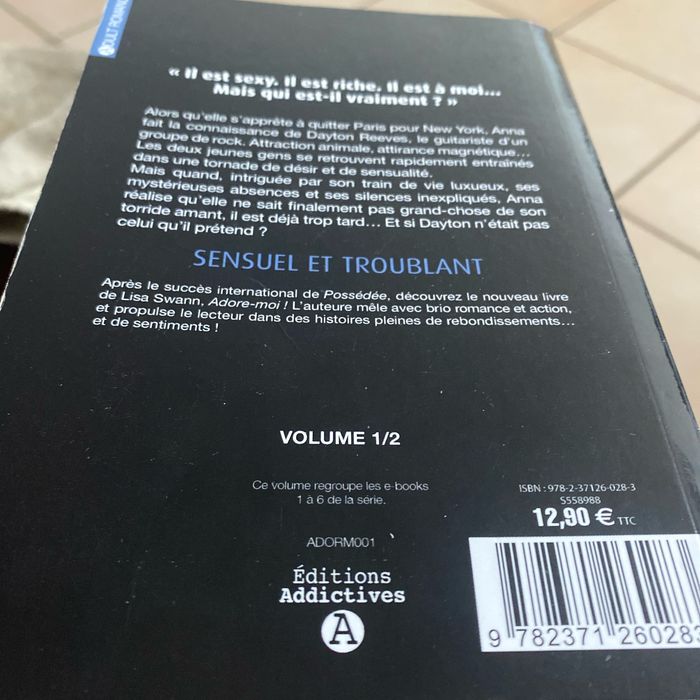 ADULT ROMANC
« Il est sexy. Il est riche. Il est à moi...
Mais qui est-il vraiment ? »
Alors qu'elle s'apprête à quitter Paris pour New York, Anna
fait la connaissance de Dayton Reeves, le guitariste d'un
groupe de rock. Attraction animale, attirance magnétique...
Les deux jeunes gens se retrouvent rapidement entraînés
dans une tornade de désir et de sensualité.
Mais quand, intriguée par son train de vie luxueux, ses
mystérieuses absences et ses silences inexpliqués, Anna
réalise qu'elle ne sait finalement pas grand-chose de son
torride amant, il est déjà trop tard... Et si Dayton n'était pas
celui qu'il prétend ?
SENSUEL ET TROUBLANT
Après le succès international de Possédée, découvrez le nouveau livre
de Lisa Swann, Adore-moi ! L'auteure mêle avec brio romance et action,
et propulse le lecteur dans des histoires pleines de rebondissements...
et de sentiments !
VOLUME 1/2
Ce volume regroupe les e-books
1 à 6 de la série.
ADORM001
Éditions
Addictives
A
ISBN : 978-2-37126-028-3
S558988
12,90 € TTC
9 782371 260283